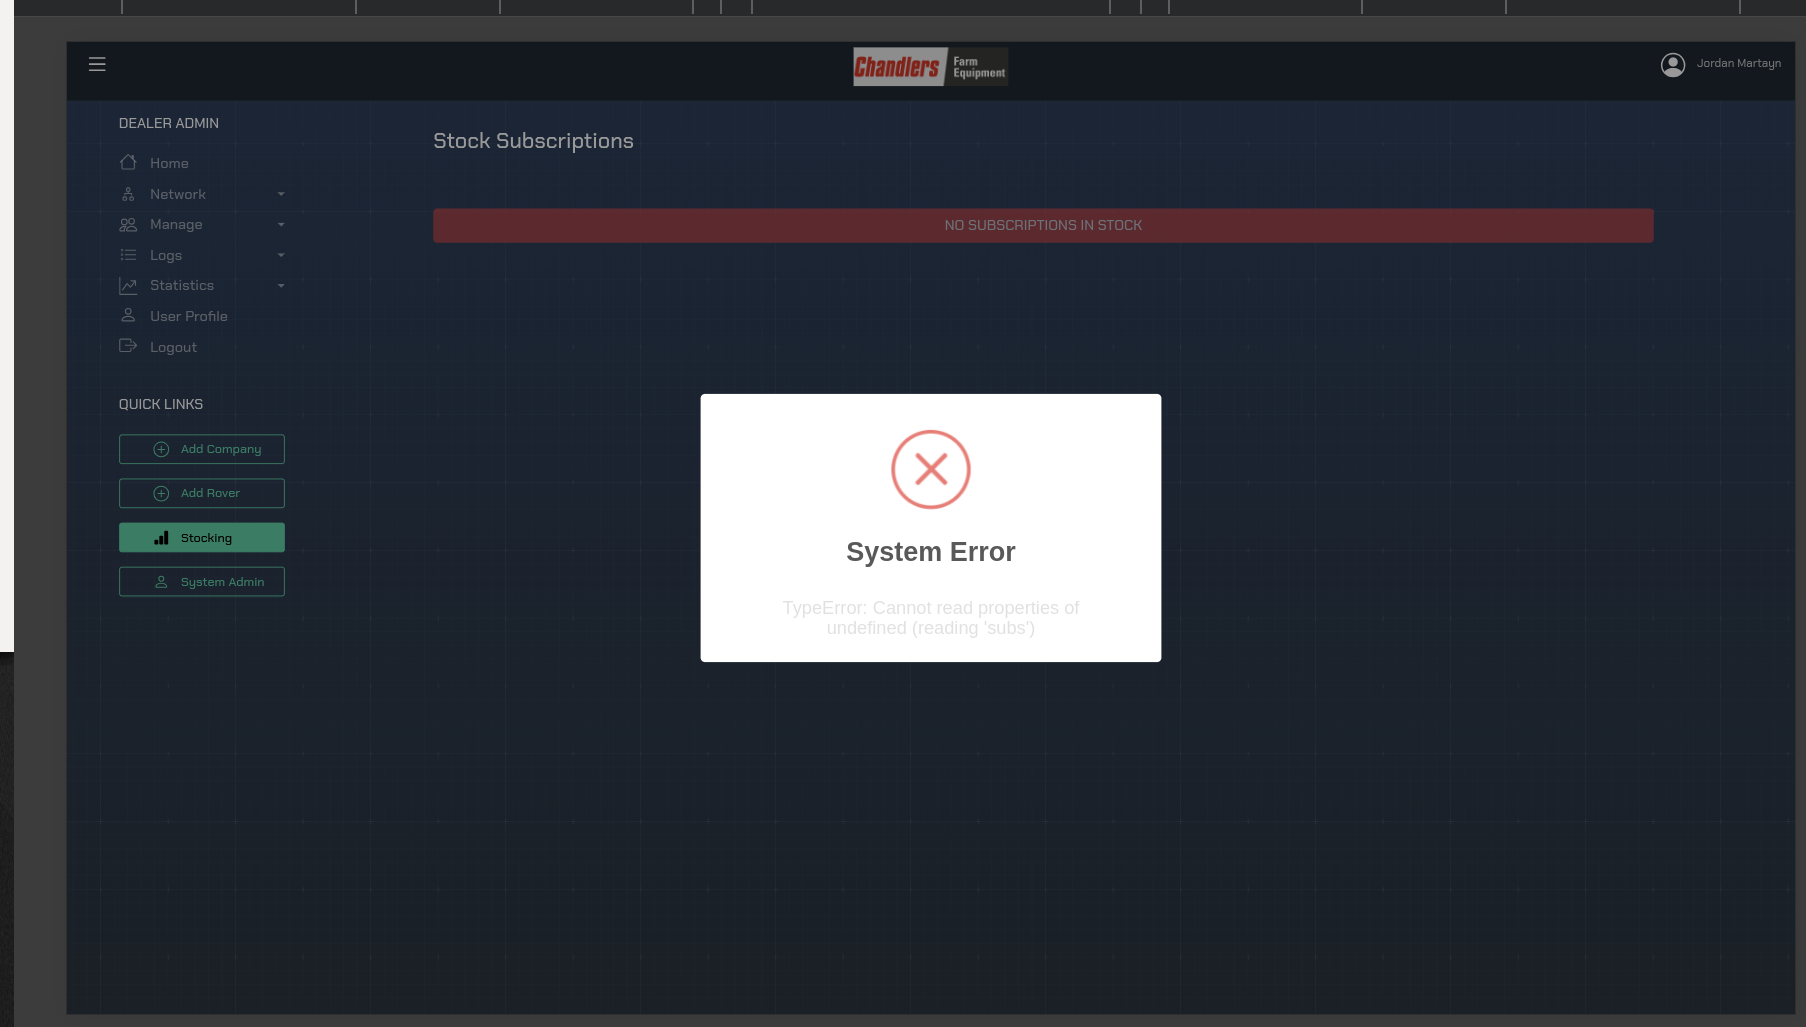 Chandlers
Farm
Equipment
Jordan Martayn
DEALER ADMIN
Home
Network
Manage
Logs
Statistics
User Profile
Logout
QUICK LINKS
Add Company
Add Rover
Stocking
System Admin
Stock Subscriptions
NO SUBSCRIPTIONS IN STOCK
System Error
TypeError: Cannot read properties of
undefined (reading 'subs')